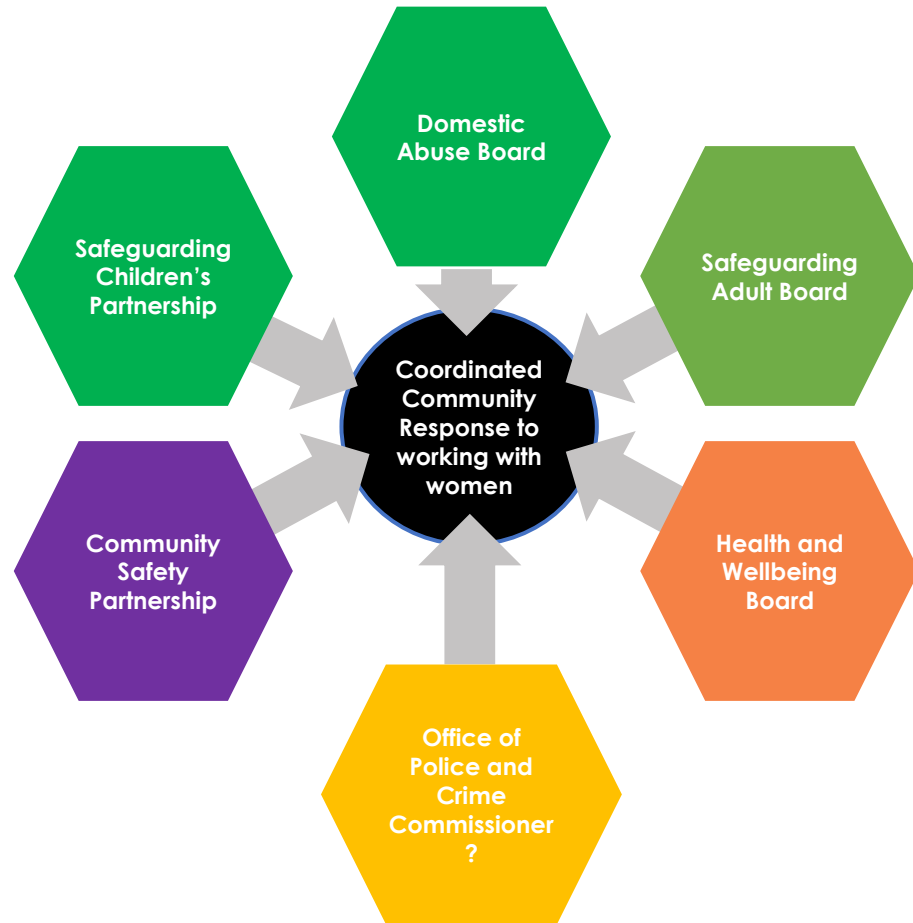 Domestic
Abuse Board
Safeguarding
Children’s
Partnership
Safeguarding
Adult Board
Coordinated
Community
Response to
working with
women
Community
Safety
Partnership
Health and
Wellbeing
Board
Office of
Police and
Crime
Commissioner
?